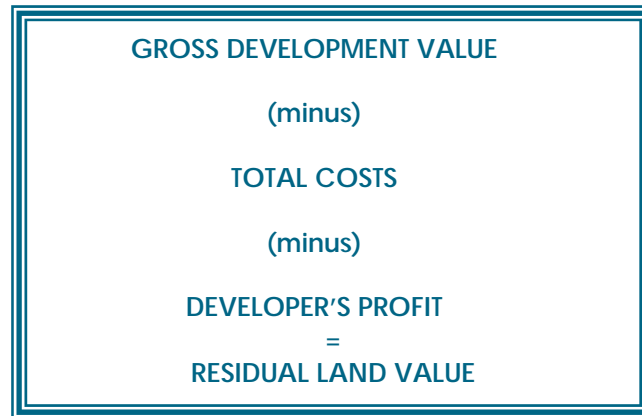 GROSS DEVELOPMENT VALUE
(minus)
TOTAL COSTS
(minus)
DEVELOPER’S PROFIT
=
RESIDUAL LAND VALUE